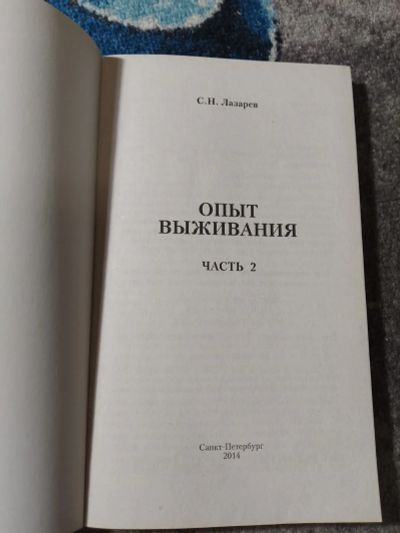 С.Н. Лазарев
ОПЫТ
ВЫЖИВАНИЯ
ЧАСТЬ 2
Санкт-Петербург
2014